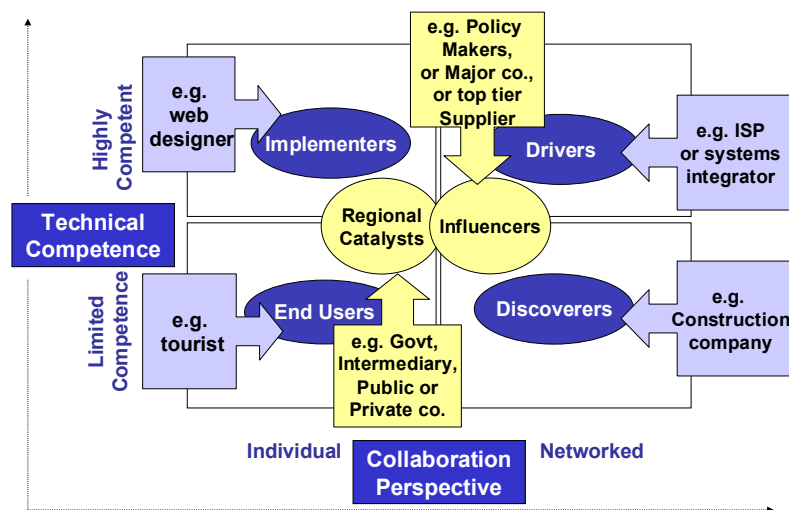 e.g. Policy
Makers,
or Major co.,
or top tier
Supplier
e.g.
web
designer
Highly
Competent
Implementers
Drivers
e.g. ISP
or systems
integrator
Technical
Competence
Regional
Catalysts
Influencers
Limited
Competence
e.g.
tourist
End Users
Discoverers
e.g.
Construction
company
e.g. Govt,
Intermediary,
Public or
Private co.
Individual
Collaboration
Perspective
Networked